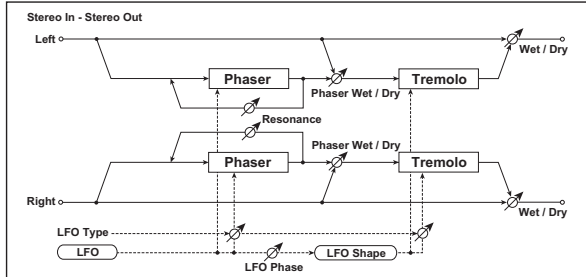 Stereo In - Stereo Out
Left
Wet / Dry
Phaser
Tremolo
Phaser Wet / Dry
Resonance
Phaser Wet / Dry
Phaser
Tremolo
Right
Wet / Dry
LFO Type
LFO
LFO Shape
LFO Phase